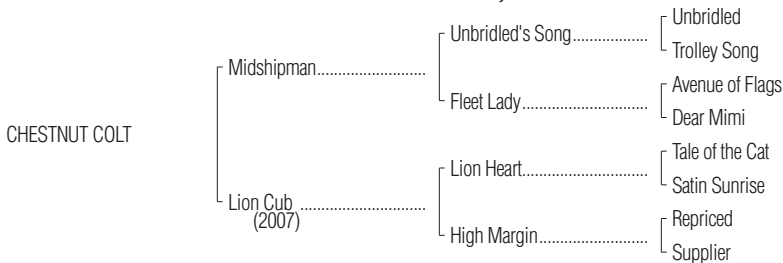 Unbridled
Unbridled's Song.................
Trolley Song
Midshipman..........................
Avenue of Flags
Fleet Lady..............................
Dear Mimi
CHESTNUT COLT
Tale of the Cat
Lion Heart..............................
Satin Sunrise
Lion Cub ..............................
(2007)
Repriced
High Margin..........................
Supplier